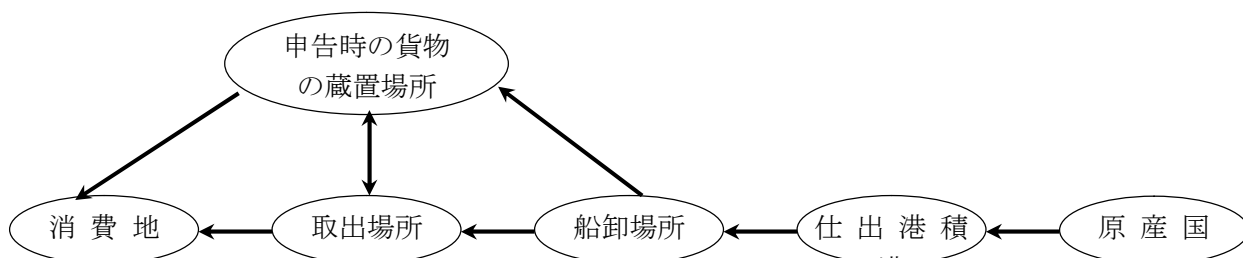 申告時の貨物
の蔵置場所
消 費 地
取出場所
船卸場所
仕 出 港 積
原 産 国